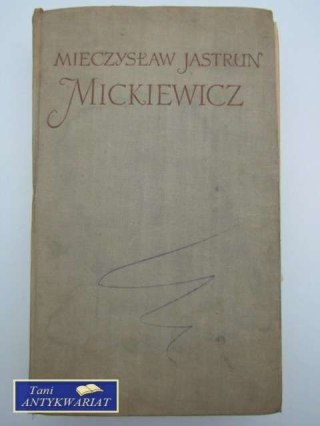 MIECZYSŁAW JASTRUN
MICKIEWICZ
Tani
ANTYKWARIAT